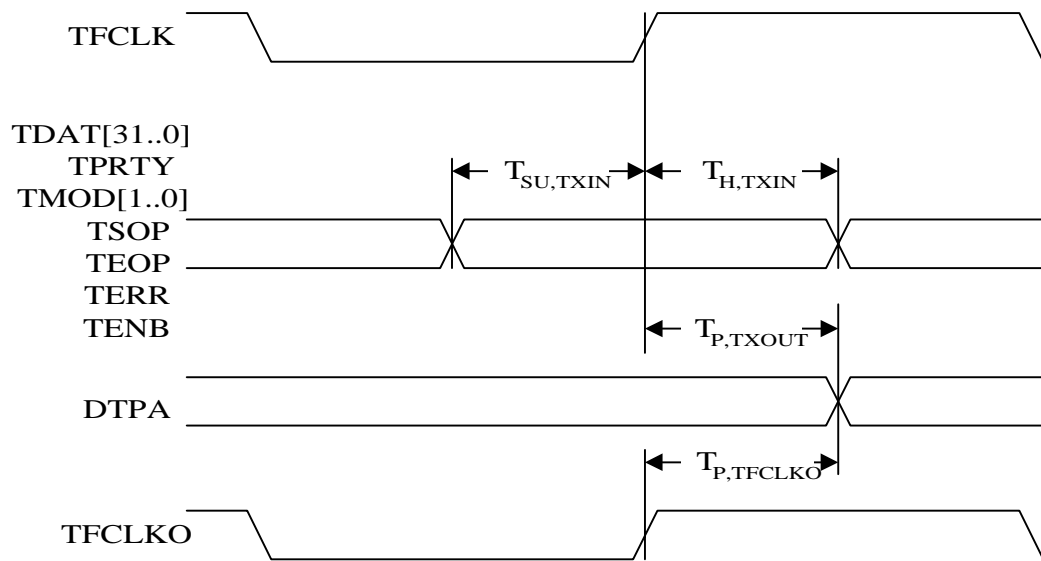 TFCLK
TDAT[31..0]
TPRTY
TMOD[1..0]
TSOP
TEOP
TERR
TENB
T_SU,TXIN
T_H,TXIN
T_P,TXOUT
DTPA
T_P,TFCLKO
TFCLKO